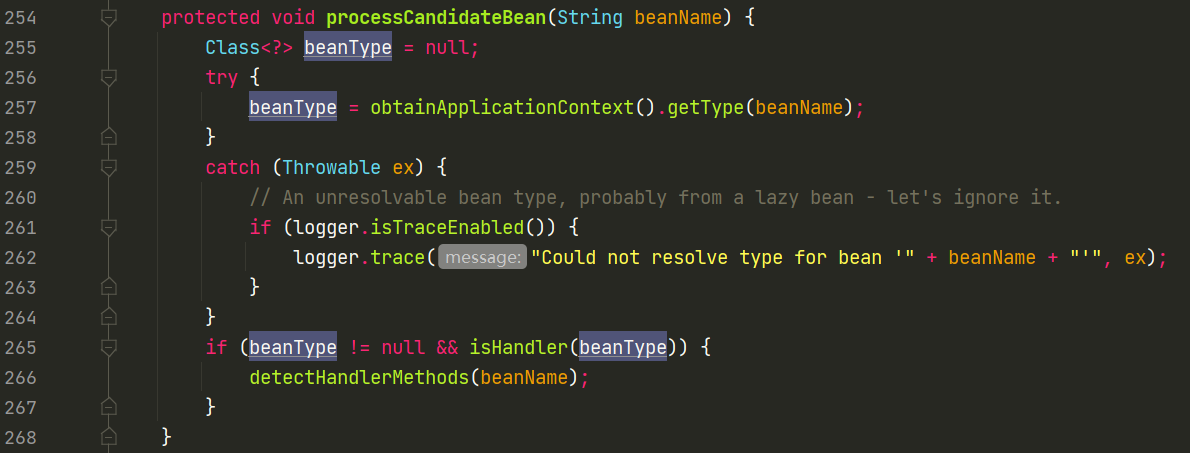 254 protected void processCandidateBean(String beanName) {
255 Class<?> beanType = null;
256 try {
257 beanType = obtainApplicationContext().getType(beanName);
258 }
259 catch (Throwable ex) {
260 // An unresolvable bean type, probably from a lazy bean - let's ignore it.
261 if (logger.isTraceEnabled()) {
262 logger.trace( message: "Could not resolve type for bean '" + beanName + "'", ex);
263 }
264 }
265 if (beanType != null && isHandler(beanType)) {
266 detectHandlerMethods(beanName);
267 }
268 }